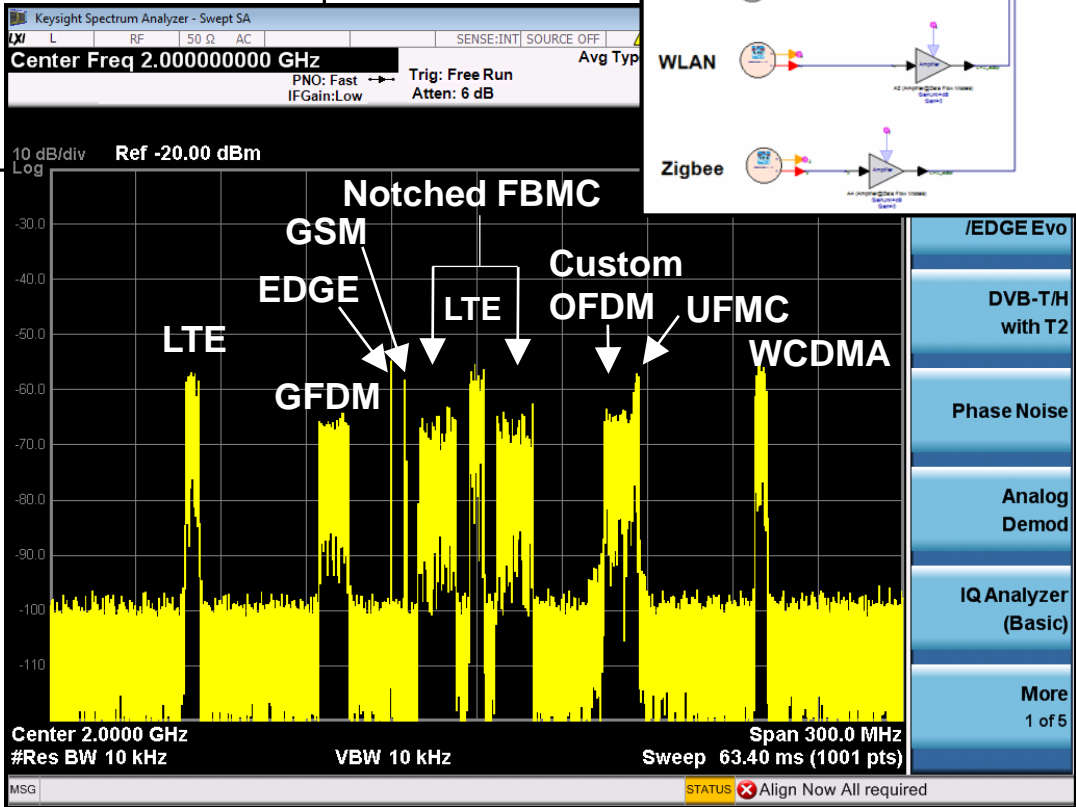 Keysight Spectrum Analyzer - Swept SA
LXI L RF 50 Ω AC SENSE:INT SOURCE OFF
Center Freq 2.000000000 GHz
Avg Typ
PNO: Fast Trig: Free Run
IFGain:Low Atten: 6 dB
WLAN
Amplifier
Zigbee
Amplifier
10 dB/div Ref -20.00 dBm
Log
Notched FBMC
GSM
EDGE
LTE
Custom
OFDM
UFMC
LTE
WCDMA
GFDM
-30.0
-40.0
-50.0
-60.0
-70.0
-80.0
-90.0
-100
-110
/EDGE Evo
DVB-T/H
with T2
Phase Noise
Analog
Demod
IQ Analyzer
(Basic)
More
1 of 5
Center 2.0000 GHz Span 300.0 MHz
#Res BW 10 kHz VBW 10 kHz Sweep 63.40 ms (1001 pts)
MSG STATUS Align Now All required